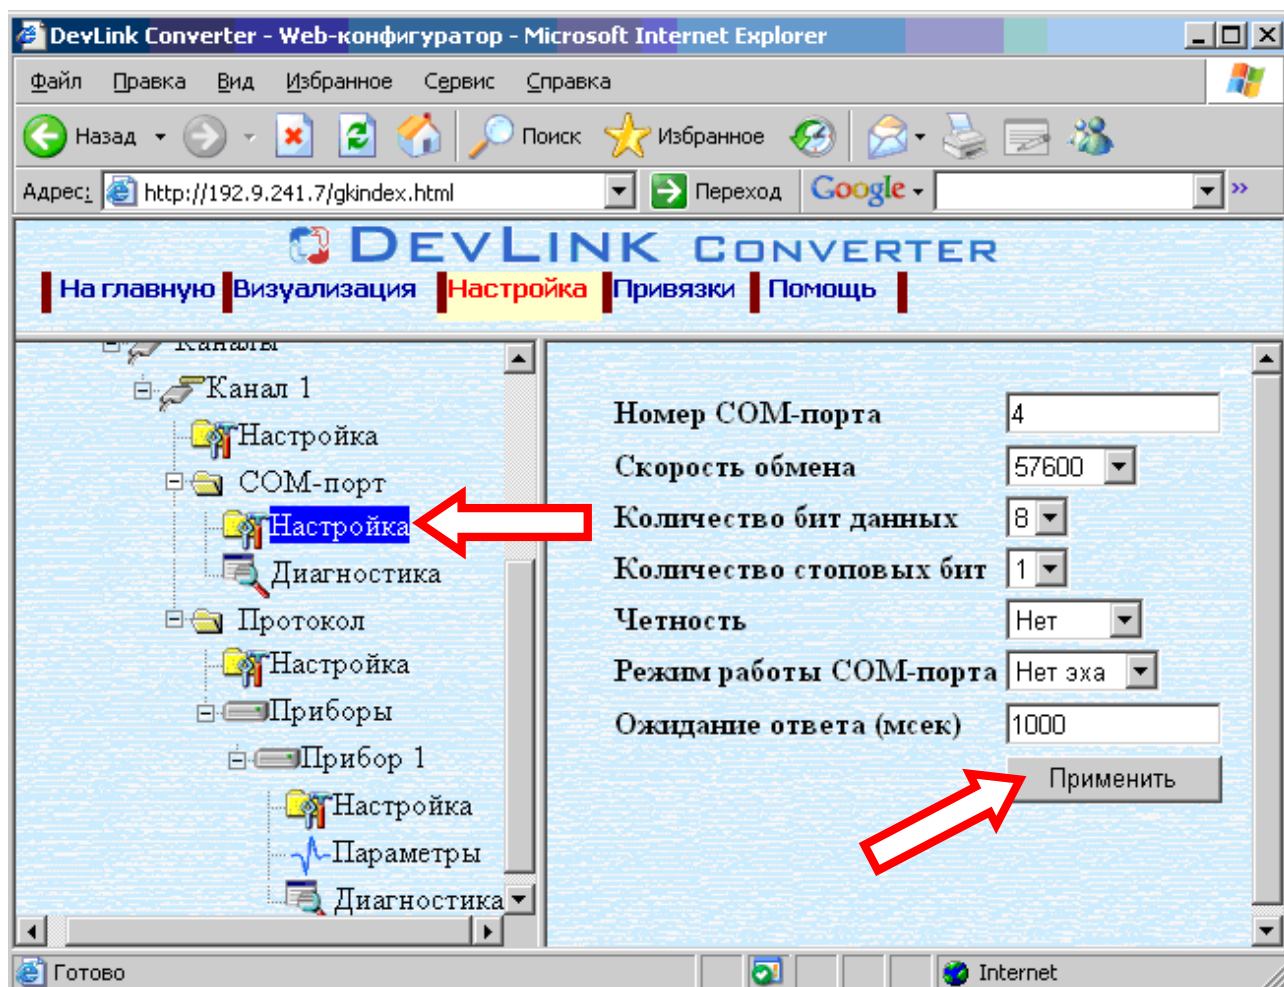 DevLink Converter - Web-конфигуратор - Microsoft Internet Explorer
Файл Правка Вид Избранное Сервис Справка
Назад Поиск Избранное
Адрес: http://192.9.241.7/gkindex.html Переход Google »
DEVLINK CONVERTER
На главную Визуализация Настройка Привязки Помощь
Каналы
Канал 1
Настройка
COM-порт
Настройка
Диагностика
Протокол
Настройка
Приборы
Прибор 1
Настройка
Параметры
Диагностика
Номер COM-порта 4
Скорость обмена 57600
Количество бит данных 8
Количество стоповых бит 1
Четность Нет
Режим работы COM-порта Нет эха
Ожидание ответа (мсек) 1000
Применить
Готово Internet